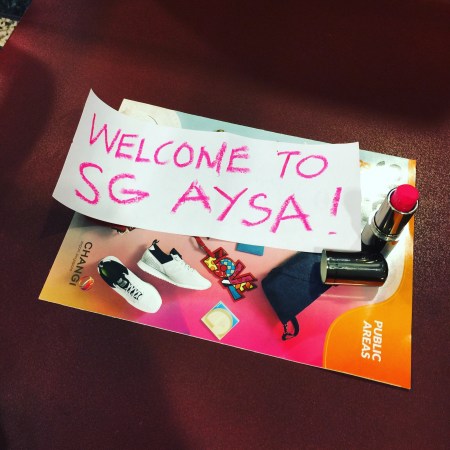 WELCOME TO
SG AYSA!
CHANGI
PUBLIC
AREAS